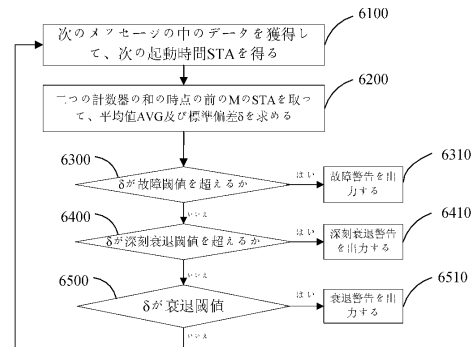 6100
次のメッセージの中のデータを獲得し
て、次の起動時間STAを得る
6200
二つの計数器の和の時点の前のMのSTAを取っ
て、平均値AVG及び標準偏差δを求める
6300
δが故障閾値を超えるか
はい
6310
故障警告を出
力する
いいえ
6400
δが深刻衰退閾値を超えるか
はい
6410
深刻衰退警告
を出力する
いいえ
6500
δが衰退閾値
はい
6510
衰退警告を出
力する
いいえ